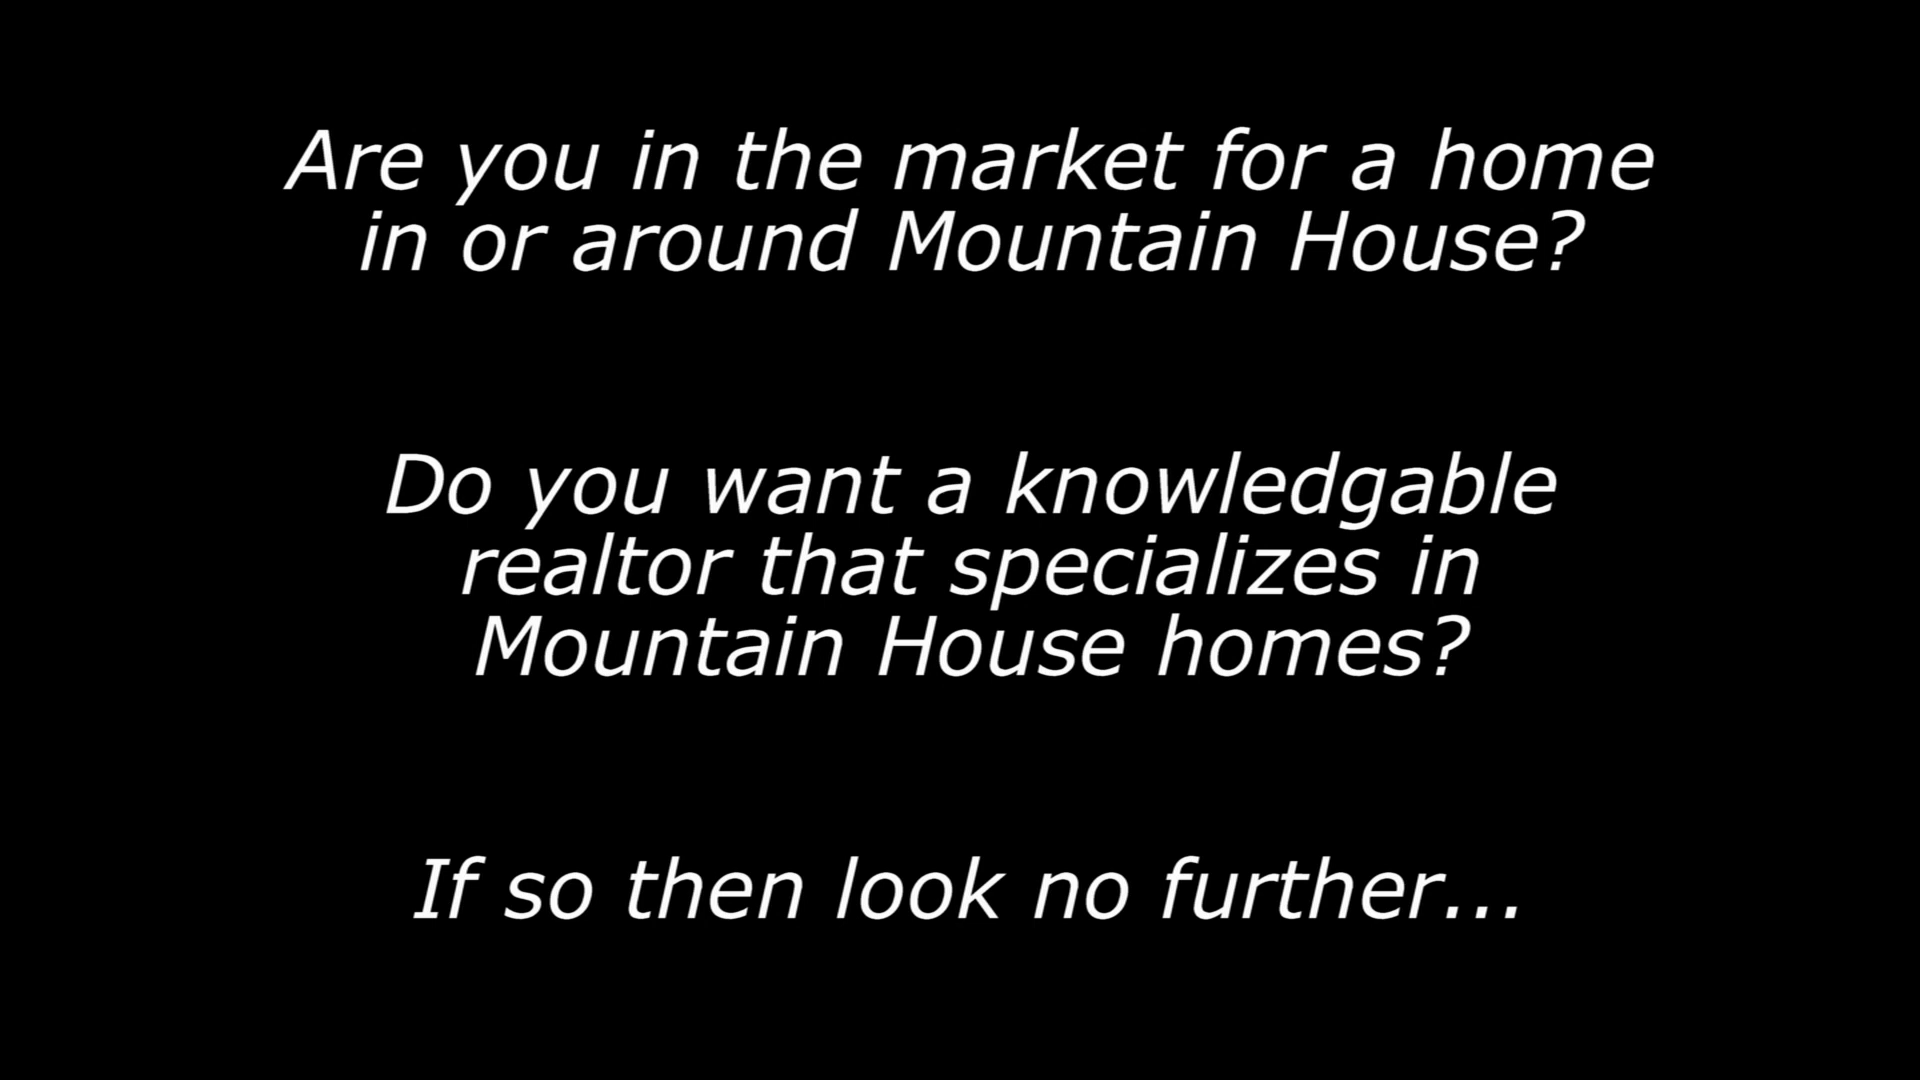 Are you in the market for a home
in or around Mountain House?
Do you want a knowledgable
realtor that specializes in
Mountain House homes?
If so then look no further...